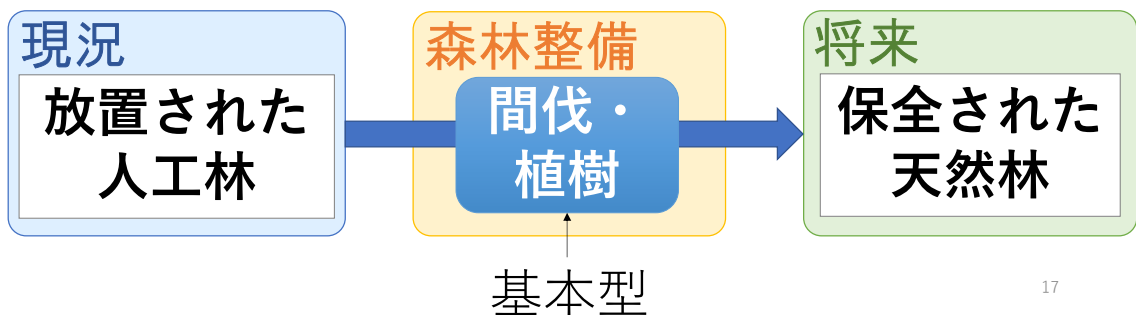 現況
放置された
人工林
森林整備
間伐・
植樹
将来
保全された
天然林
基本型
17